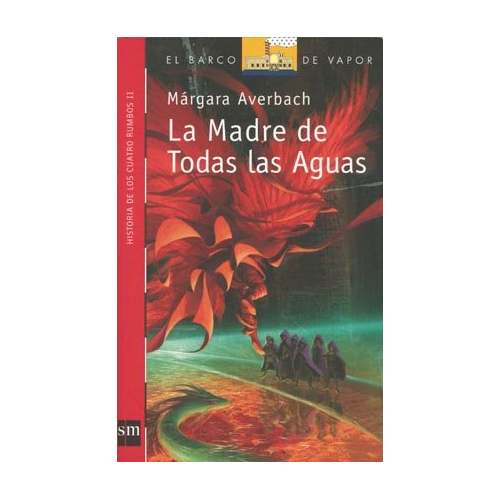 EL BARCO DE VAPOR
Márgara Averbach
La Madre de
Todas las Aguas
HISTORIA DE LOS CUATRO RUMBOS II
sm